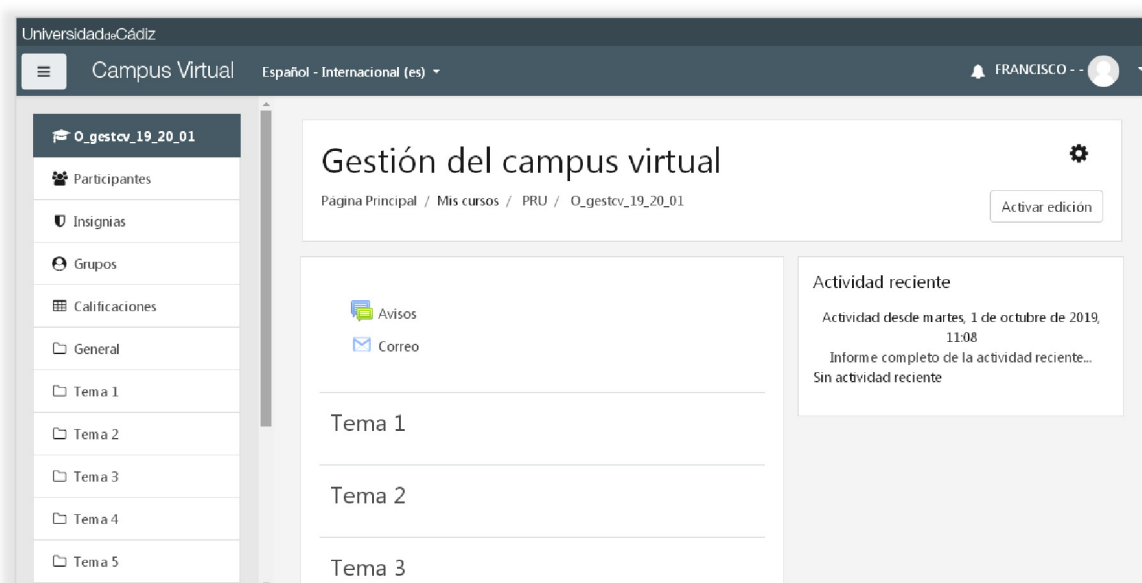 UniversidaddeCádiz
Campus Virtual
Español - Internacional (es)
FRANCISCO - -
O_gestcv_19_20_01
Participantes
Insignias
Grupos
Calificaciones
General
Tema 1
Tema 2
Tema 3
Tema 4
Tema 5
Gestión del campus virtual
Página Principal / Mis cursos / PRU / O_gestcv_19_20_01
Activar edición
Avisos
Correo
Tema 1
Tema 2
Tema 3
Actividad reciente
Actividad desde martes, 1 de octubre de 2019,
11:08
Informe completo de la actividad reciente...
Sin actividad reciente